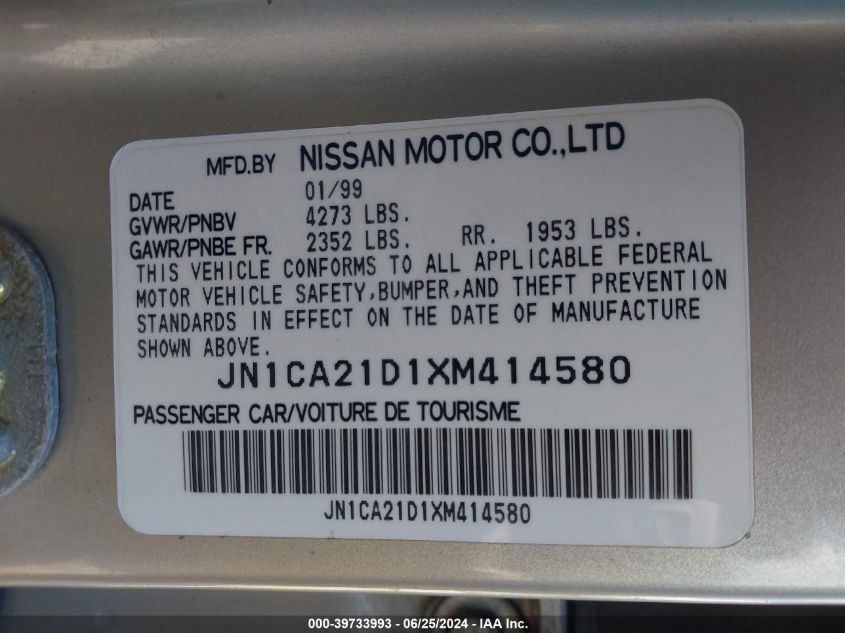 MFD.BY NISSAN MOTOR CO.,LTD
DATE 01/99
GVWR/PNBV 4273 LBS.
GAWR/PNBE FR. 2352 LBS. RR. 1953 LBS.
THIS VEHICLE CONFORMS TO ALL APPLICABLE FEDERAL
MOTOR VEHICLE SAFETY,BUMPER,AND THEFT PREVENTION
STANDARDS IN EFFECT ON THE DATE OF MANUFACTURE
SHOWN ABOVE.
JN1CA21D1XM414580
PASSENGER CAR/VOITURE DE TOURISME
JN1CA21D1XM414580
000-39733993 - 06/25/2024 - IAA Inc.